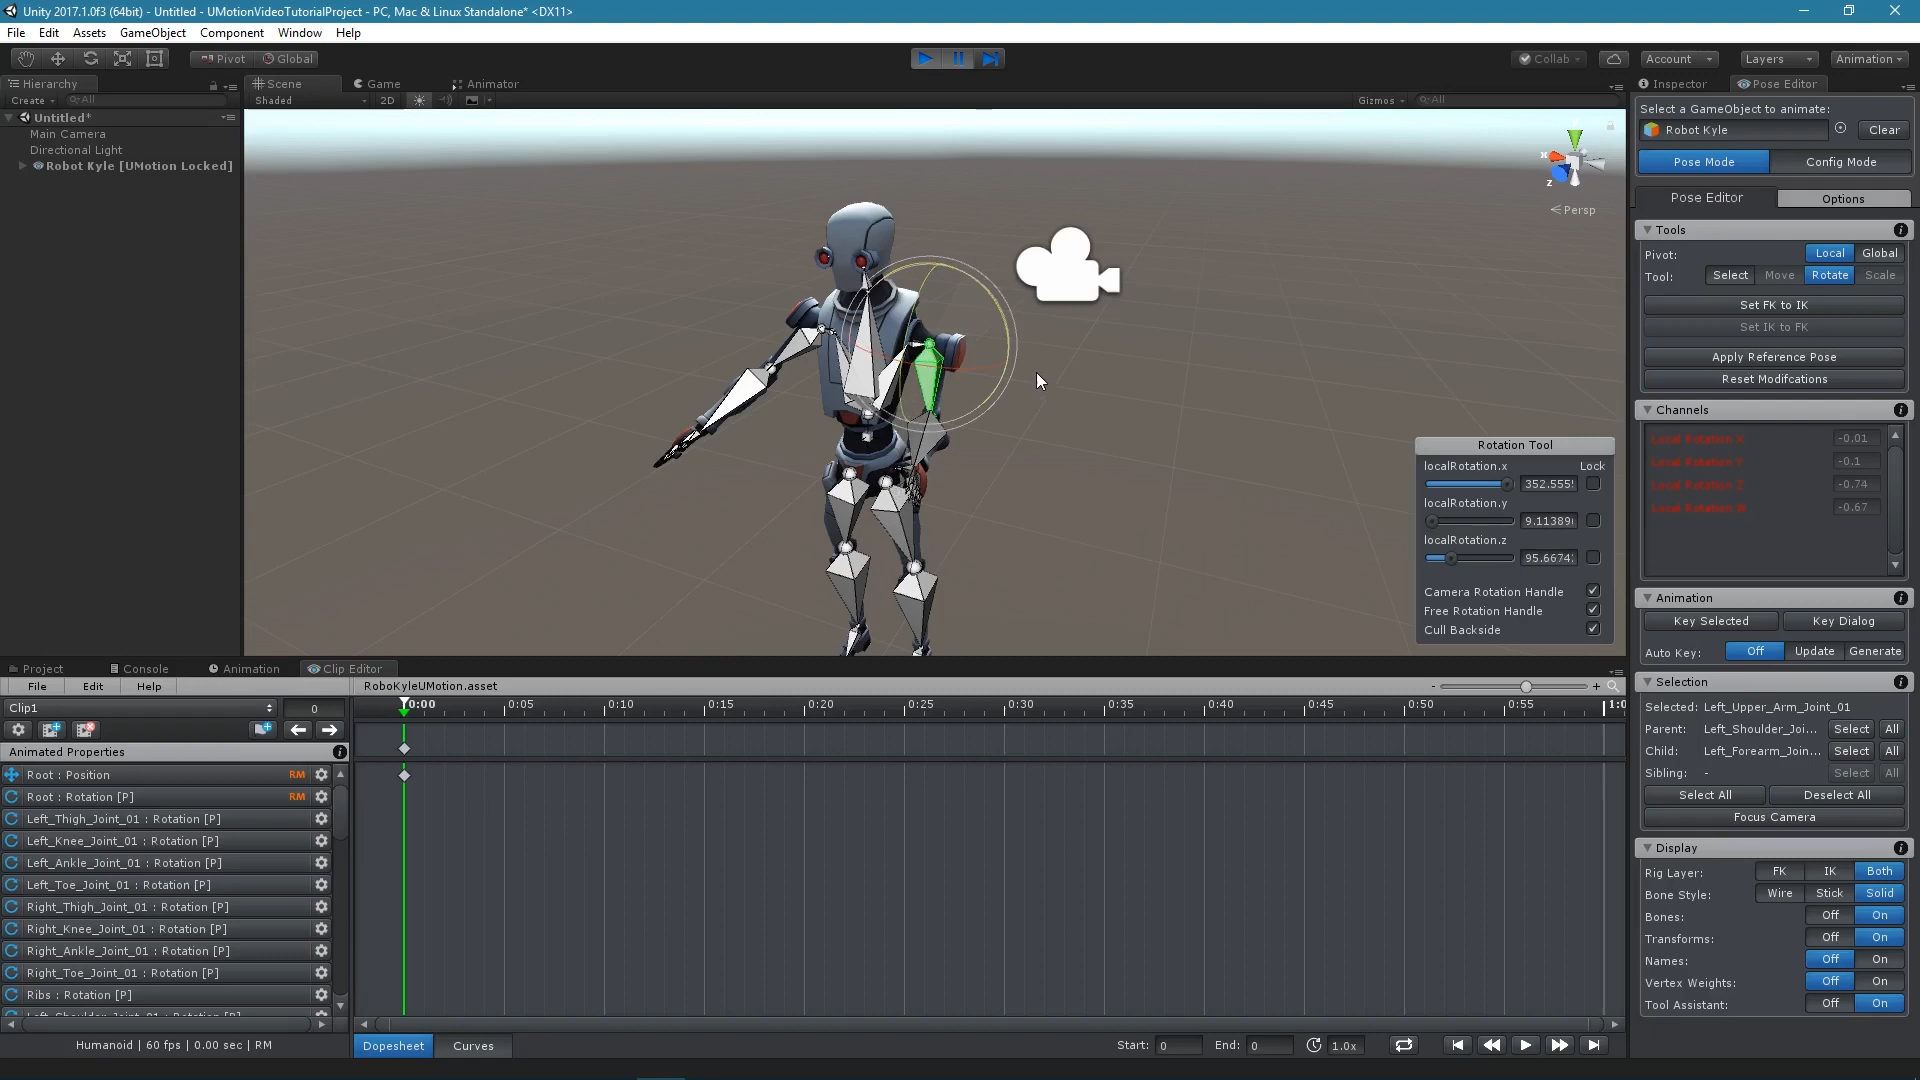 Unity 2017.1.0f3 (64bit) - Untitled - UMotionVideoTutorialProject - PC, Mac & Linux Standalone* <DX11>
File Edit Assets GameObject Component Window Help
Pivot Global Collab Account Layers Animation
Hierarchy
Create All
Untitled*
Main Camera
Directional Light
Robot Kyle [UMotion Locked]
Scene Game Animator
Shaded 2D Gizmos All
x
z
Persp
Rotation Tool
localRotation.x Lock
352.555
localRotation.y
9.11389
localRotation.z
95.6674
Camera Rotation Handle
Free Rotation Handle
Cull Backside
Inspector Pose Editor
Select a GameObject to animate:
Robot Kyle Clear
Pose Mode Config Mode
Pose Editor Options
Tools
Pivot: Local Global
Tool: Select Move Rotate Scale
Set FK to IK
Set IK to FK
Apply Reference Pose
Reset Modifcations
Channels
Local Rotation X -0.01
Local Rotation Y -0.1
Local Rotation Z -0.74
Local Rotation W -0.67
Animation
Key Selected Key Dialog
Auto Key: Off Update Generate
Selection
Selected: Left_Upper_Arm_Joint_01
Parent: Left_Shoulder_Joi... Select All
Child: Left_Forearm_Join... Select All
Sibling: - Select All
Select All Deselect All
Focus Camera
Display
Rig Layer: FK IK Both
Bone Style: Wire Stick Solid
Bones: Off On
Transforms: Off On
Names: Off On
Vertex Weights: Off On
Tool Assistant: Off On
Project Console Animation Clip Editor
File Edit Help RoboKyleUMotion.asset - +
Clip1 0
0:00 0:05 0:10 0:15 0:20 0:25 0:30 0:35 0:40 0:45 0:50 0:55 1:0
Animated Properties
Root : Position RM
Root : Rotation [P] RM
Left_Thigh_Joint_01 : Rotation [P]
Left_Knee_Joint_01 : Rotation [P]
Left_Ankle_Joint_01 : Rotation [P]
Left_Toe_Joint_01 : Rotation [P]
Right_Thigh_Joint_01 : Rotation [P]
Right_Knee_Joint_01 : Rotation [P]
Right_Ankle_Joint_01 : Rotation [P]
Right_Toe_Joint_01 : Rotation [P]
Ribs : Rotation [P]
Left_Shoulder_Joint_01 : Rotation [P]
Humanoid | 60 fps | 0.00 sec | RM
Dopesheet Curves Start: 0 End: 0 1.0x